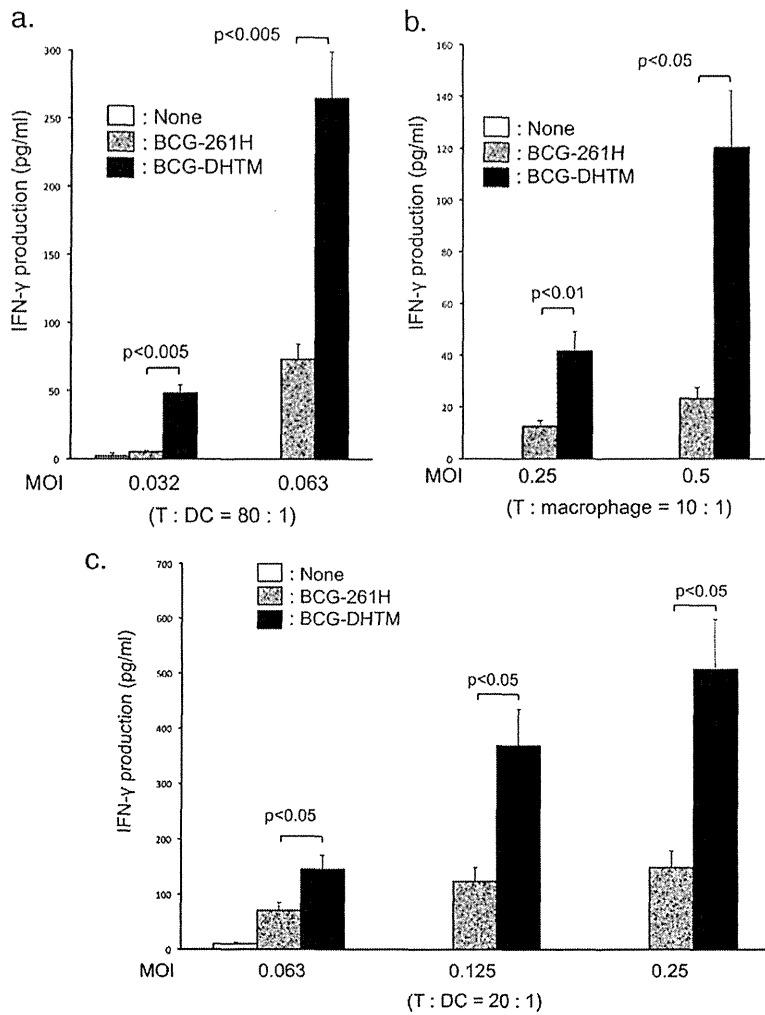 a.
p<0.005
IFN-γ production (pg/ml)
300
250
200
150
100
50
0
: None
: BCG-261H
: BCG-DHTM
p<0.005
MOI 0.032 0.063
(T : DC = 80 : 1)
b.
p<0.05
IFN-γ production (pg/ml)
160
140
120
100
80
60
40
20
0
: None
: BCG-261H
: BCG-DHTM
p<0.01
MOI 0.25 0.5
(T : macrophage = 10 : 1)
c.
IFN-γ production (pg/ml)
700
600
500
400
300
200
100
0
: None
: BCG-261H
: BCG-DHTM
p<0.05
p<0.05
p<0.05
MOI 0.063 0.125 0.25
(T : DC = 20 : 1)